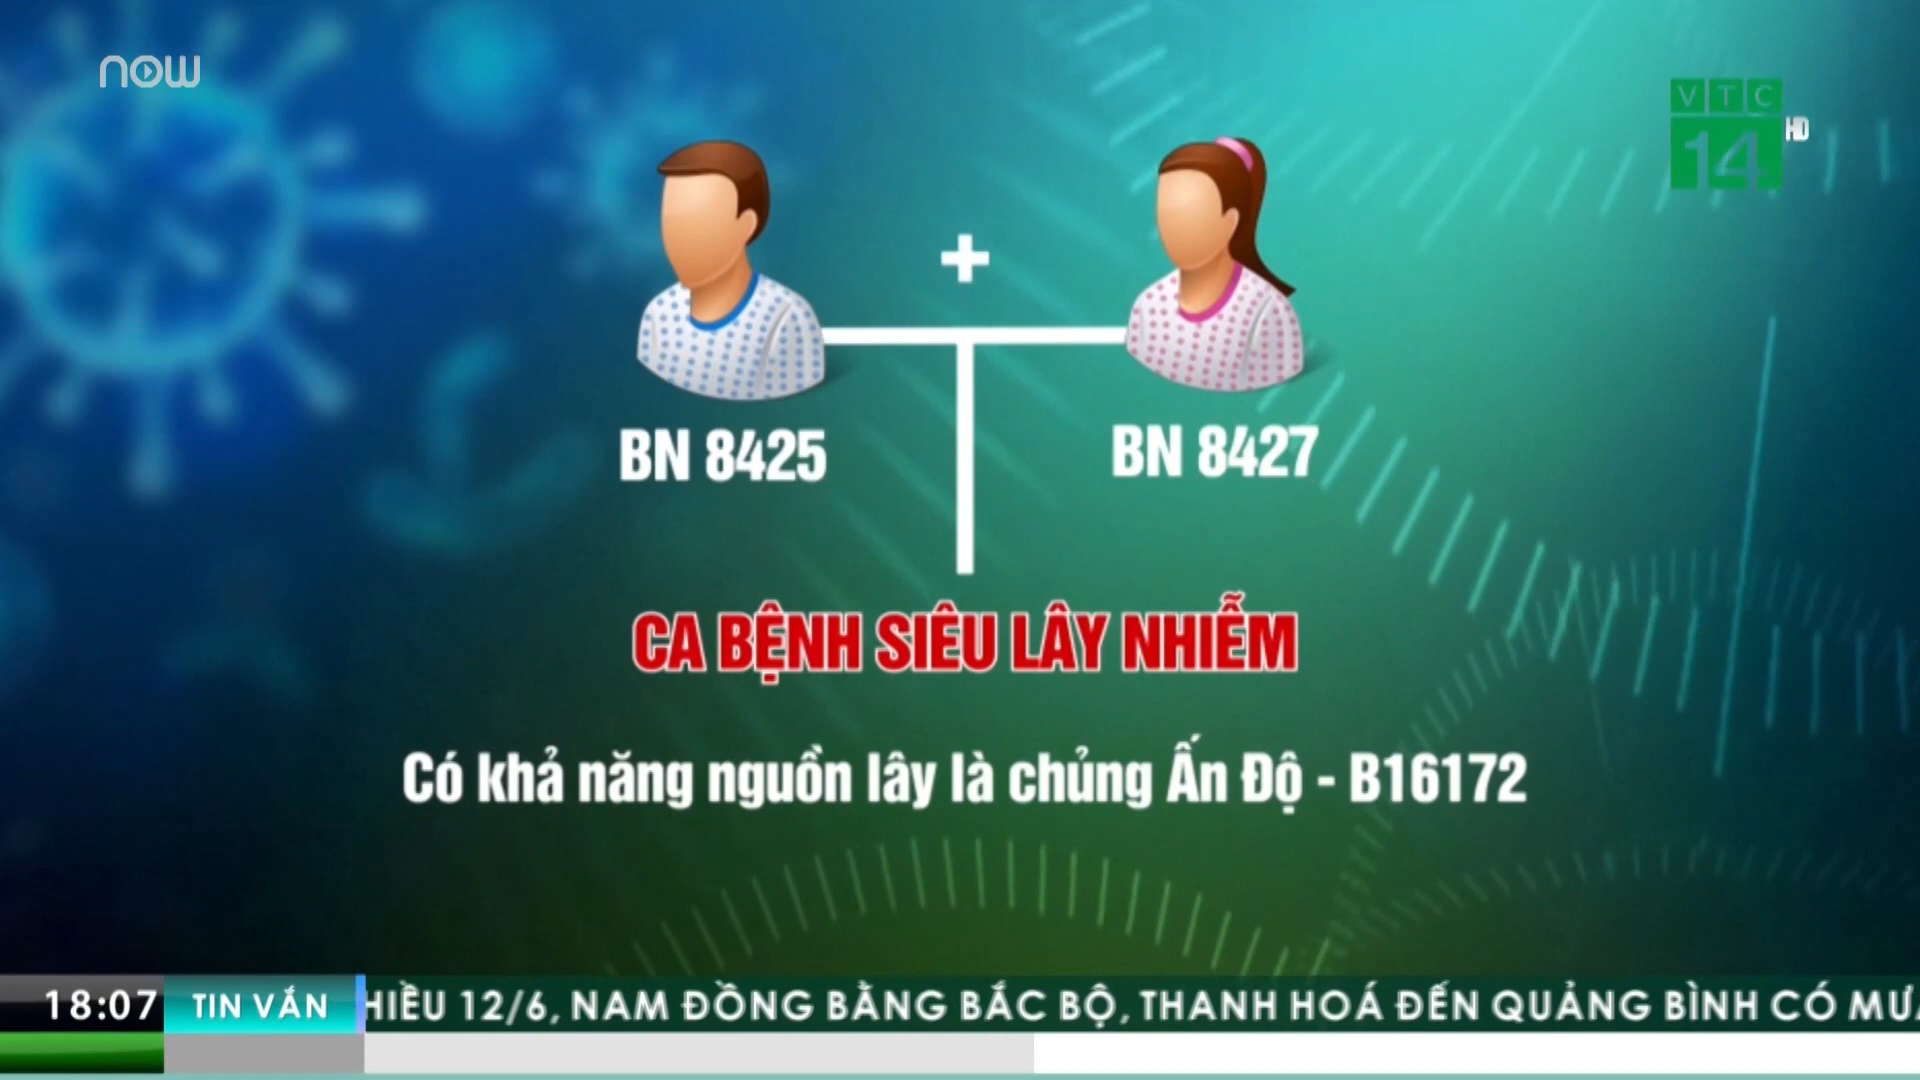 now
VTC
14
HD
+
BN 8425
BN 8427
CA BỆNH SIÊU LÂY NHIỄM
Có khả năng nguồn lây là chủng Ấn Độ - B16172
18:07
TIN VẮN
HIỀU 12/6, NAM ĐỒNG BẰNG BẮC BỘ, THANH HOÁ ĐẾN QUẢNG BÌNH CÓ MƯ